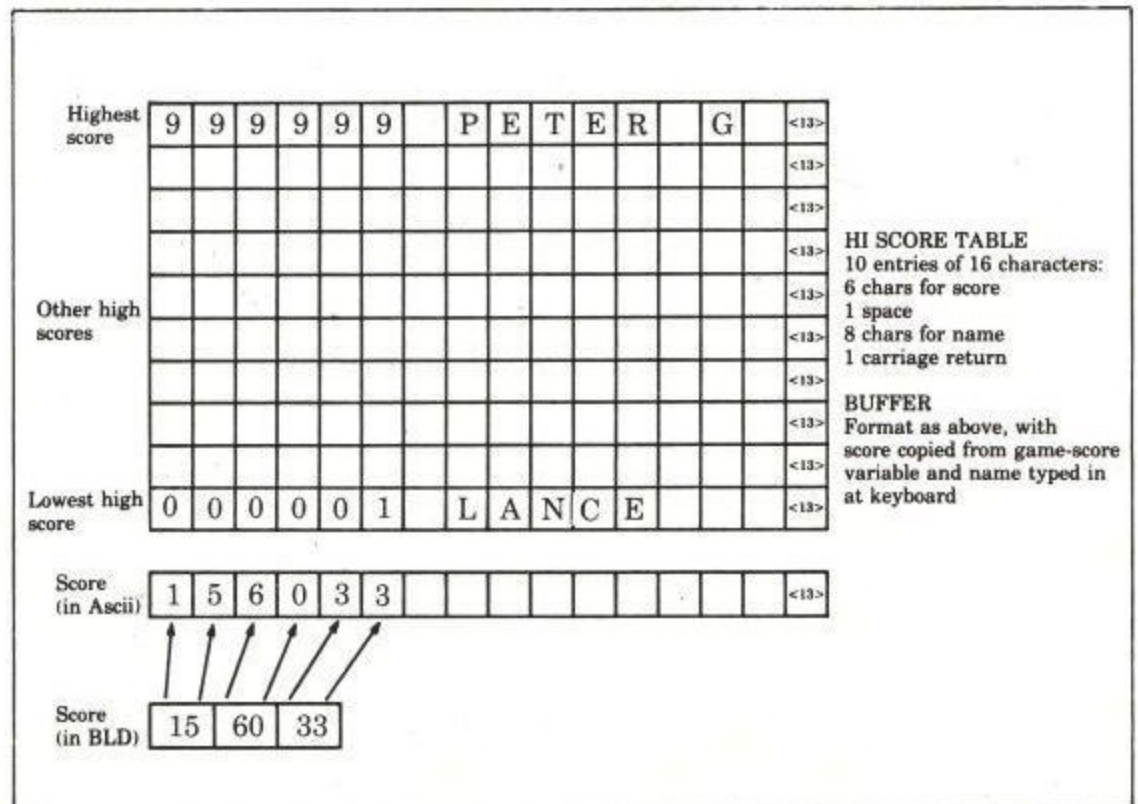 Highest
score
9 9 9 9 9 9 P E T E R G <13>
<13>
<13>
<13>
Other high
scores
<13>
<13>
<13>
<13>
<13>
Lowest high
score
0 0 0 0 0 1 L A N C E <13>
HI SCORE TABLE
10 entries of 16 characters:
6 chars for score
1 space
8 chars for name
1 carriage return
BUFFER
Format as above, with
score copied from game-score
variable and name typed in
at keyboard
Score
(in Ascii)
1 5 6 0 3 3 <13>
Score
(in BLD)
15 60 33